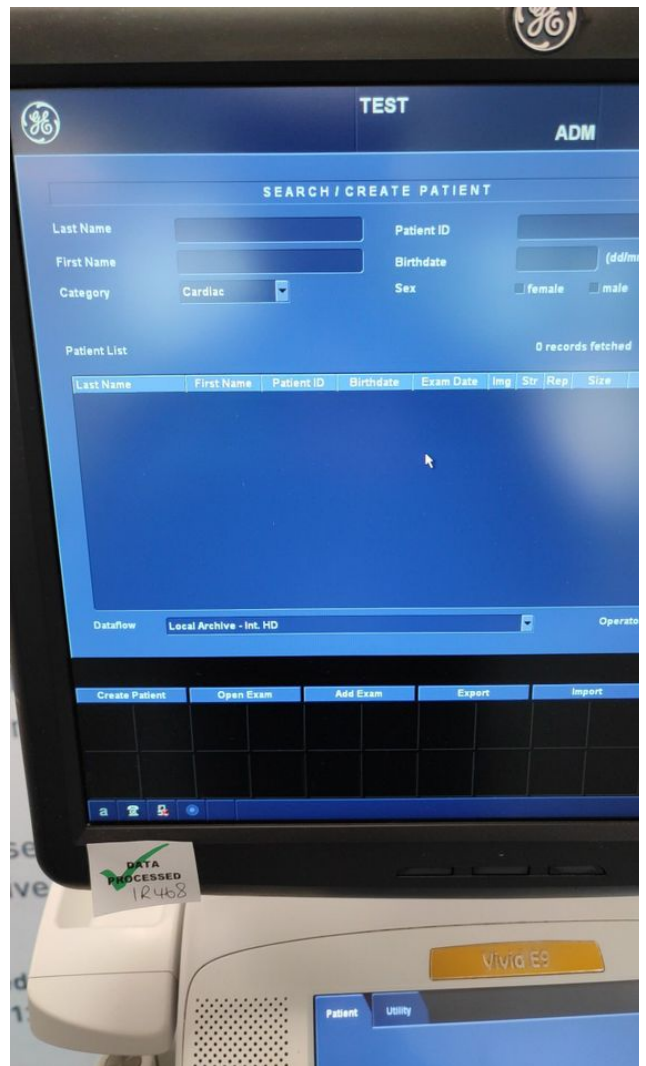 GE
TEST
GE
ADM
SEARCH / CREATE PATIENT
Last Name
Patient ID
First Name
Birthdate
Category Cardiac
Sex female male
Patient List
0 records fetched
Last Name First Name Patient ID Birthdate Exam Date Img Str Rep Size
Dataflow Local Archive - Int. HD
Create Patient Open Exam Add Exam Export Import
a
DATA
PROCESSED
IR468
Vivid E9
Patient Utility